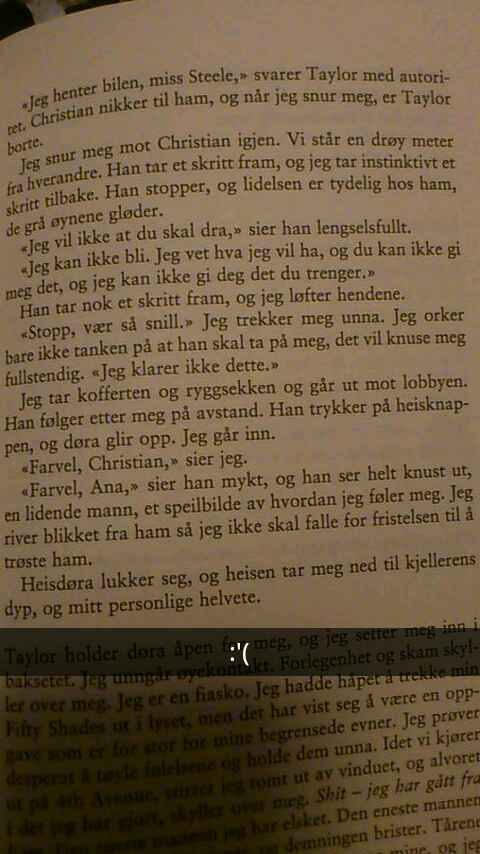 «Jeg henter bilen, miss Steele,» svarer Taylor med autori-
tet. Christian nikker til ham, og når jeg snur meg, er Taylor
borte.
Jeg snur meg mot Christian igjen. Vi står en drøy meter
fra hverandre. Han tar et skritt fram, og jeg tar instinktivt et
skritt tilbake. Han stopper, og lidelsen er tydelig hos ham,
de grå øynene gløder.
«Jeg vil ikke at du skal dra,» sier han lengselsfullt.
«Jeg kan ikke bli. Jeg vet hva jeg vil ha, og du kan ikke gi
meg det, og jeg kan ikke gi deg det du trenger.»
Han tar nok et skritt fram, og jeg løfter hendene.
«Stopp, vær så snill.» Jeg trekker meg unna. Jeg orker
bare ikke tanken på at han skal ta på meg, det vil knuse meg
fullstendig. «Jeg klarer ikke dette.»
Jeg tar kofferten og ryggsekken og går ut mot lobbyen.
Han følger etter meg på avstand. Han trykker på heisknap-
pen, og døra glir opp. Jeg går inn.
«Farvel, Christian,» sier jeg.
«Farvel, Ana,» sier han mykt, og han ser helt knust ut,
en lidende mann, et speilbilde av hvordan jeg føler meg. Jeg
river blikket fra ham så jeg ikke skal falle for fristelsen til å
trøste ham.
Heisdøra lukker seg, og heisen tar meg ned til kjellerens
dyp, og mitt personlige helvete.
Taylor holder døra åpen for meg, og jeg setter meg inn i
:'(
baksetet. Jeg unngår øyekontakt. Forlegenhet og skam skyl-
ler over meg. Jeg er en fiasko. Jeg hadde håpet å trekke min
Fifty Shades ut i lyset, men det har vist seg å være en opp-
gave som er for stor for mine begrensede evner. Jeg prøver
desperat å tøyle følelsene og holde dem unna. Idet vi kjører
ut på 4th Avenue, stirrer jeg tomt ut av vinduet, og alvoret
i det jeg har gjort, skyller over meg. Shit – jeg har gått fra
mannen jeg har elsket. Den eneste mannen
demningen brister. Tårene
mine, og jeg